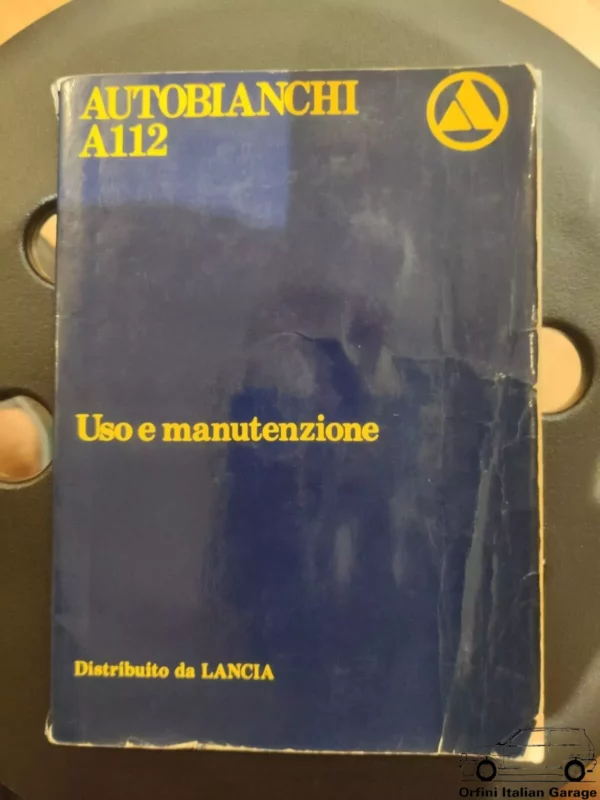 AUTOBIANCHI
A112
Uso e manutenzione
Distribuito da LANCIA
Orfini Italian Garage